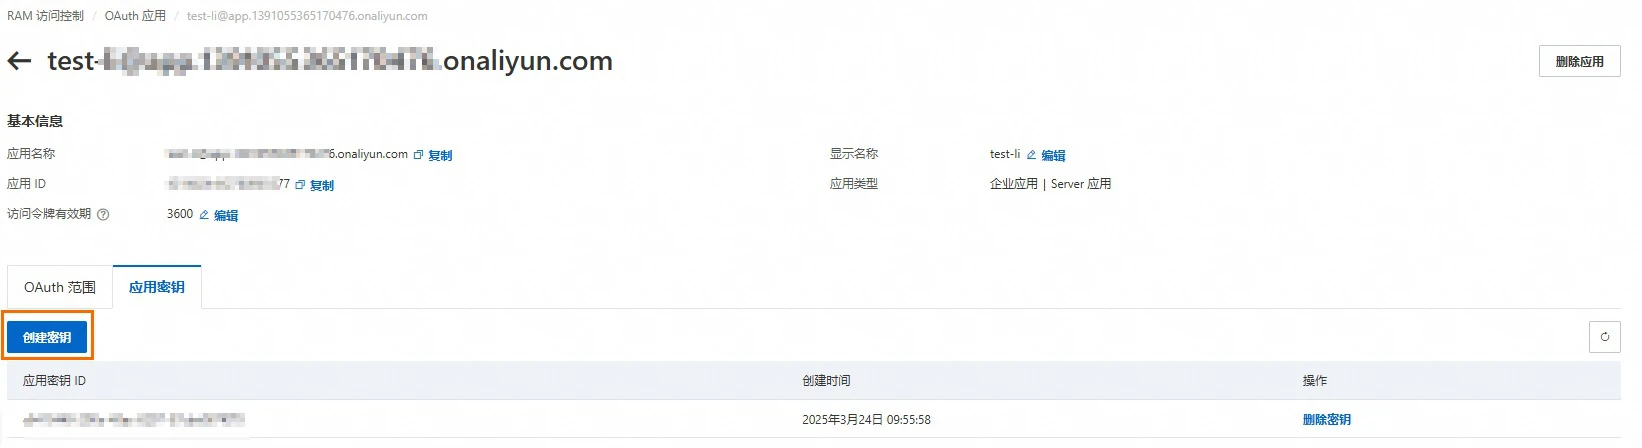 RAM 访问控制 / OAuth 应用 / test-li@app.1391055365170476.onaliyun.com
test- .onaliyun.com 删除应用
基本信息
应用名称 6.onaliyun.com 复制 显示名称 test-li 编辑
应用 ID 77 复制 应用类型 企业应用 | Server 应用
访问令牌有效期 3600 编辑
OAuth 范围 应用密钥
创建密钥
应用密钥 ID 创建时间 操作
2025年3月24日 09:55:58 删除密钥